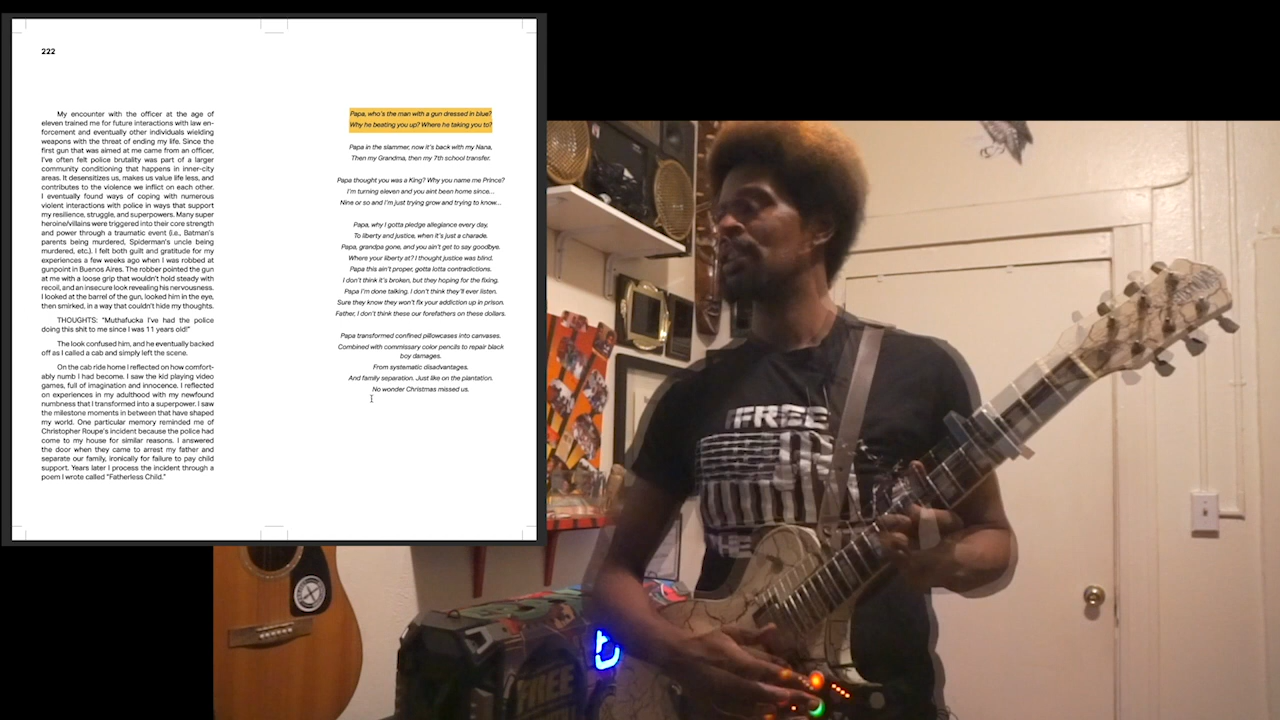 222
My encounter with the officer at the age of
eleven trained me for future interactions with law en-
forcement and eventually other individuals wielding
weapons with the threat of ending my life. Since the
first gun that was aimed at me came from an officer,
I've often felt police brutality was part of a larger
community conditioning that happens in inner-city
areas. It desensitizes us, makes us value life less, and
contributes to the violence we inflict on each other.
I eventually found ways of coping with numerous
violent interactions with police in ways that support
my resilience, struggle, and superpowers. Many super
heroine/villains were triggered into their core strength
and power through a traumatic event (i.e., Batman's
parents being murdered, Spiderman's uncle being
murdered, etc.). I felt both guilt and gratitude for my
experiences a few weeks ago when I was robbed at
gunpoint in Buenos Aires. The robber pointed the gun
at me with a loose grip that wouldn't hold steady with
recoil, and an insecure look revealing his nervousness.
I looked at the barrel of the gun, looked him in the eye,
then smirked, in a way that couldn't hide my thoughts.
THOUGHTS: "Muthafucka I've had the police
doing this shit to me since I was 11 years old!"
The look confused him, and he eventually backed
off as I called a cab and simply left the scene.
On the cab ride home I reflected on how comfort-
ably numb I had become. I saw the kid playing video
games, full of imagination and innocence. I reflected
on experiences in my adulthood with my newfound
numbness that I transformed into a superpower. I saw
the milestone moments in between that have shaped
my world. One particular memory reminded me of
Christopher Roupe's incident because the police had
come to my house for similar reasons. I answered
the door when they came to arrest my father and
separate our family, ironically for failure to pay child
support. Years later I process the incident through a
poem I wrote called "Fatherless Child."
Papa, who's the man with a gun dressed in blue?
Why he beating you up? Where he taking you to?
Papa in the slammer, now it's back with my Nana,
Then my Grandma, then my 7th school transfer.
Papa thought you was a King? Why you name me Prince?
I'm turning eleven and you aint been home since...
Nine or so and I'm just trying grow and trying to know...
Papa, why I gotta pledge allegiance every day,
To liberty and justice, when it's just a charade.
Papa, grandpa gone, and you ain't get to say goodbye.
Where your liberty at? I thought justice was blind.
Papa this ain't proper, gotta lotta contradictions.
I don't think it's broken, but they hoping for the fixing.
Papa I'm done talking. I don't think they'll ever listen.
Sure they know they won't fix your addiction up in prison.
Father, I don't think these our forefathers on these dollars.
Papa transformed confined pillowcases into canvases.
Combined with commissary color pencils to repair black
boy damages.
From systematic disadvantages.
And family separation. Just like on the plantation.
No wonder Christmas missed us.
FREE
THE
FREE